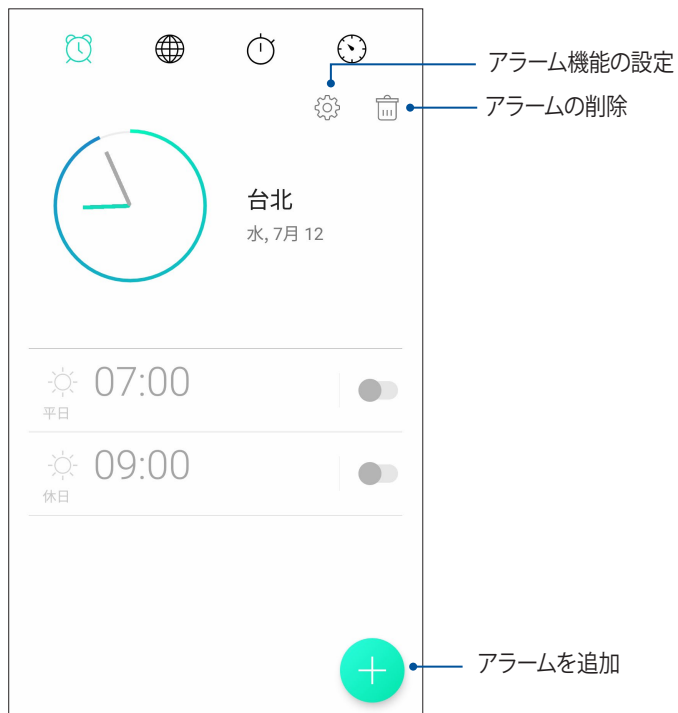 アラーム機能の設定
アラームの削除
台北
水, 7月 12
07:00
平日
09:00
休日
アラームを追加